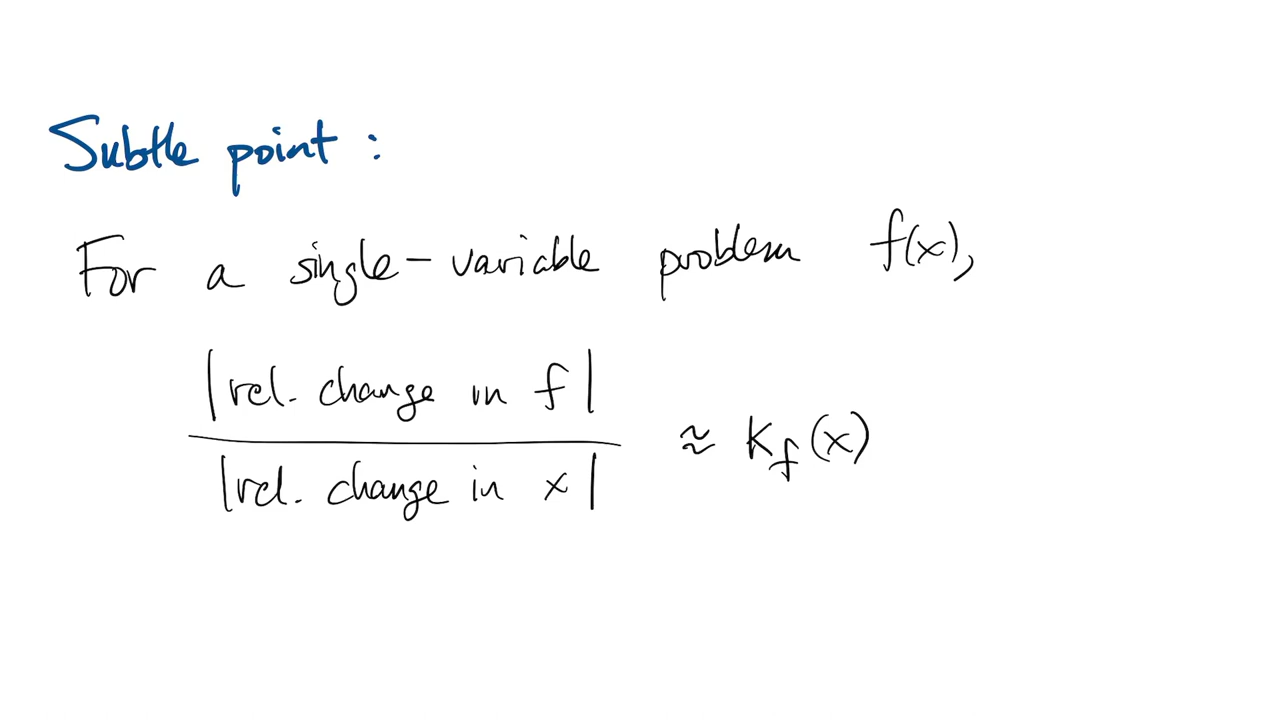 Subtle point :
For a single-variable problem f(x),
|rel. change in f|
|rel. change in x|
≈ K_f(x)